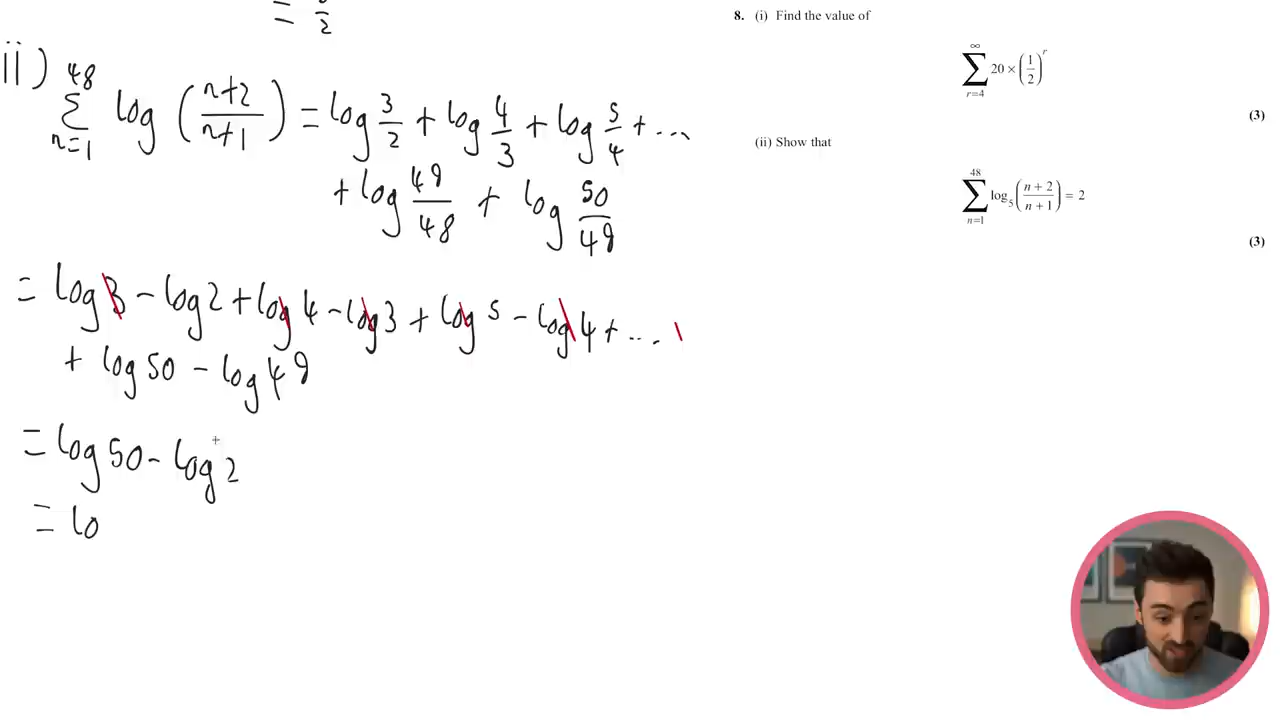 = 5/2
ii) \sum_{n=1}^{48} log ((n+2)/(n+1)) = log 3/2 + log 4/3 + log 5/4 + ...
+ log 49/48 + log 50/49
= log 3 - log 2 + log 4 - log 3 + log 5 - log 4 + ...
+ log 50 - log 49
= log 50 - log 2
= lo
8. (i) Find the value of
\sum_{r=4}^{∞} 20 × (1/2)^r
(3)
(ii) Show that
\sum_{n=1}^{48} log_5 ((n + 2)/(n + 1)) = 2
(3)